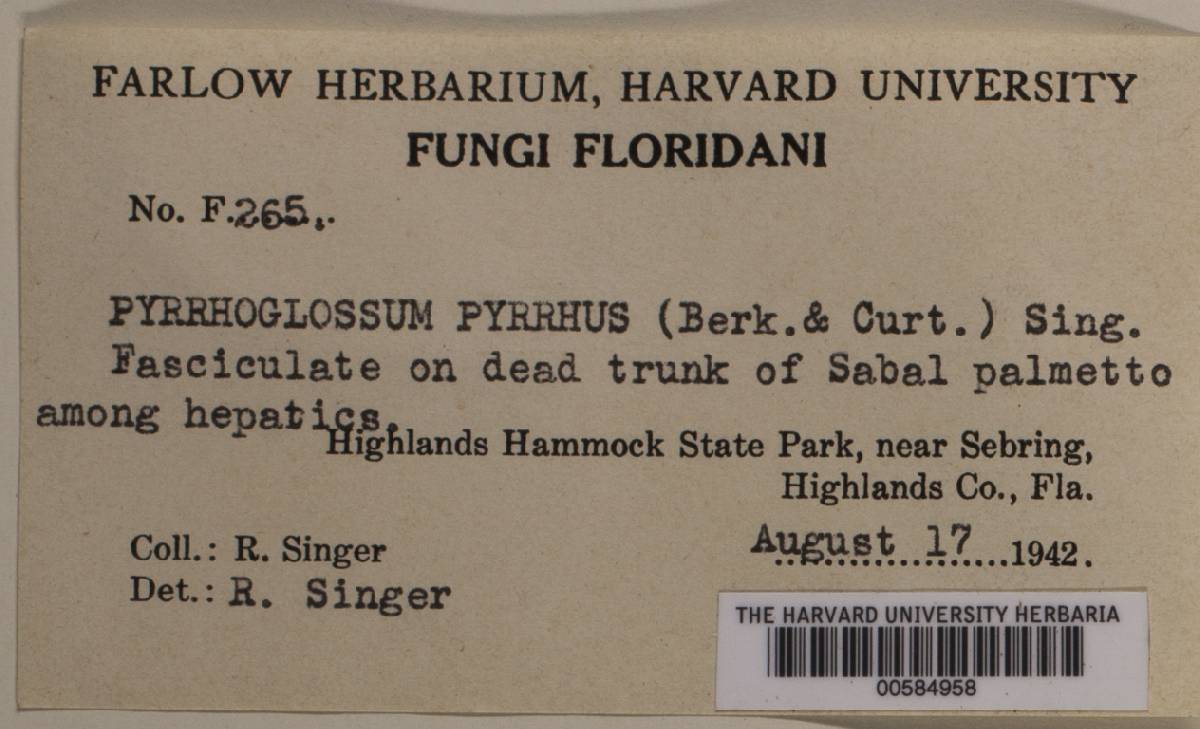 FARLOW HERBARIUM, HARVARD UNIVERSITY
FUNGI FLORIDANI
No. F.265..
PYRRHOGLOSSUM PYRRHUS (Berk.& Curt.) Sing.
Fasciculate on dead trunk of Sabal palmetto
among hepatics.
Highlands Hammock State Park, near Sebring,
Highlands Co., Fla.
August 17 1942.
Coll.: R. Singer
Det.: R. Singer
THE HARVARD UNIVERSITY HERBARIA
00584958